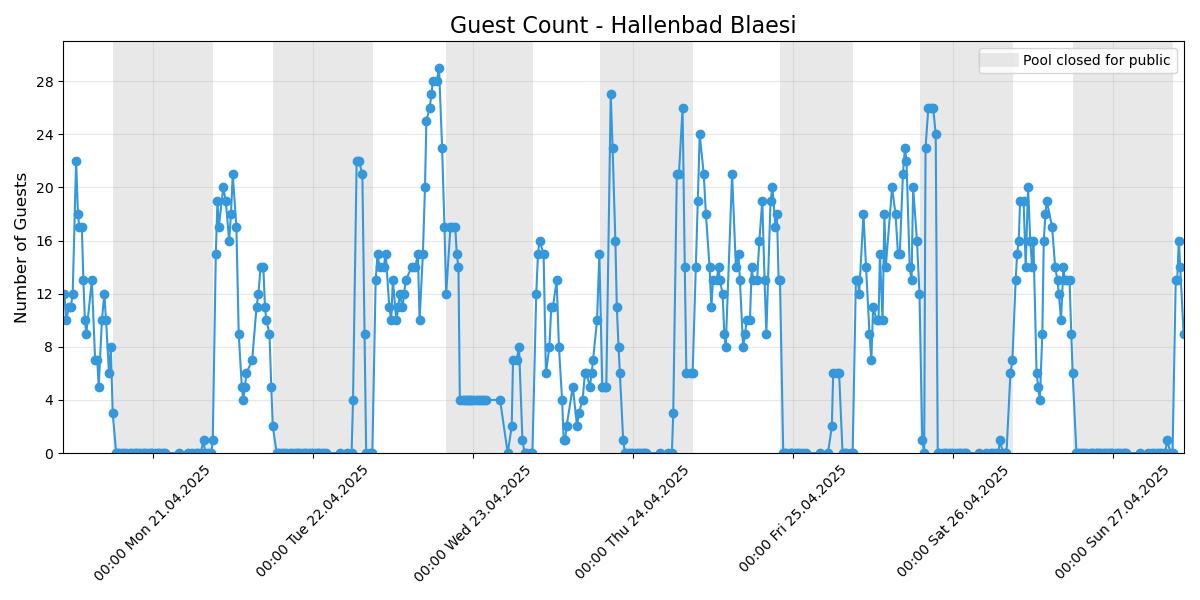 Guest Count - Hallenbad Blaesi
Pool closed for public
Number of Guests
28
24
20
16
12
8
4
0
00:00 Mon 21.04.2025
00:00 Tue 22.04.2025
00:00 Wed 23.04.2025
00:00 Thu 24.04.2025
00:00 Fri 25.04.2025
00:00 Sat 26.04.2025
00:00 Sun 27.04.2025